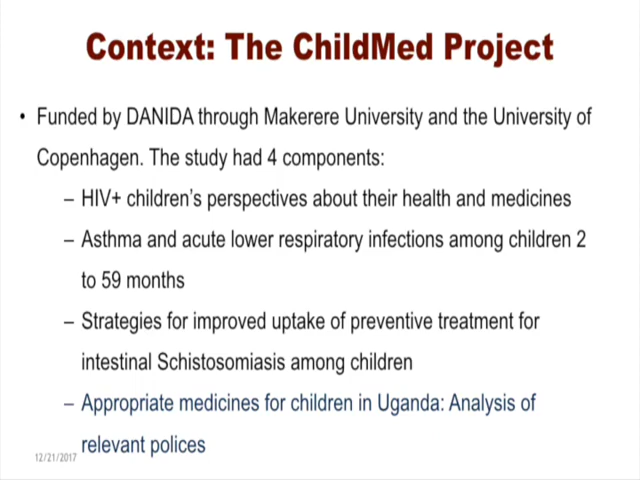 Context: The ChildMed Project
• Funded by DANIDA through Makerere University and the University of
Copenhagen. The study had 4 components:
– HIV+ children's perspectives about their health and medicines
– Asthma and acute lower respiratory infections among children 2
to 59 months
– Strategies for improved uptake of preventive treatment for
intestinal Schistosomiasis among children
– Appropriate medicines for children in Uganda: Analysis of
relevant polices
12/21/2017